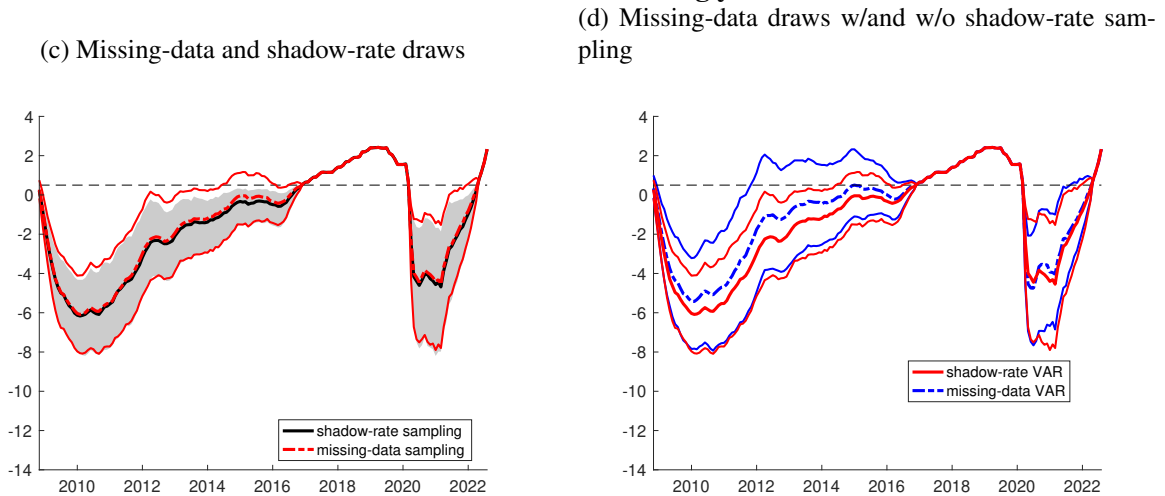 (d) Missing-data draws w/and w/o shadow-rate sam-
pling
(c) Missing-data and shadow-rate draws
4
2
0
-2
-4
-6
-8
-10
-12
-14
2010 2012 2014 2016 2018 2020 2022
shadow-rate sampling
missing-data sampling
4
2
0
-2
-4
-6
-8
-10
-12
-14
2010 2012 2014 2016 2018 2020 2022
shadow-rate VAR
missing-data VAR